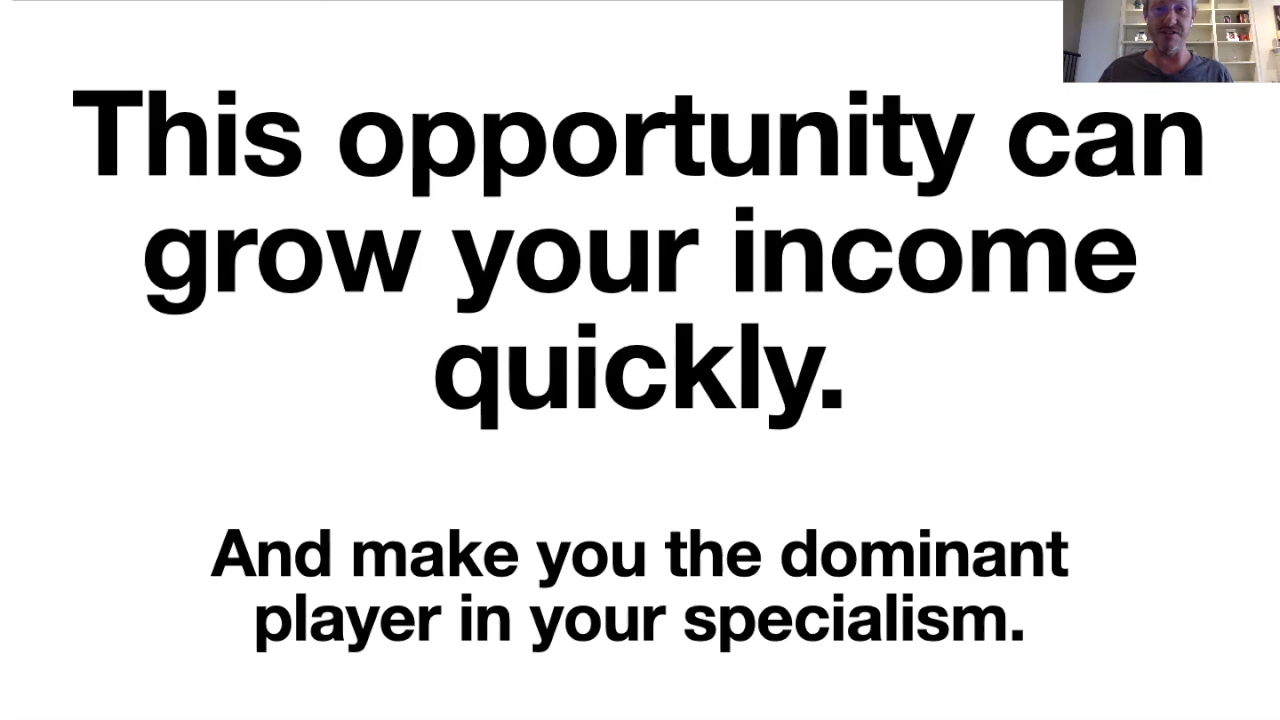 This opportunity can
grow your income
quickly.
And make you the dominant
player in your specialism.